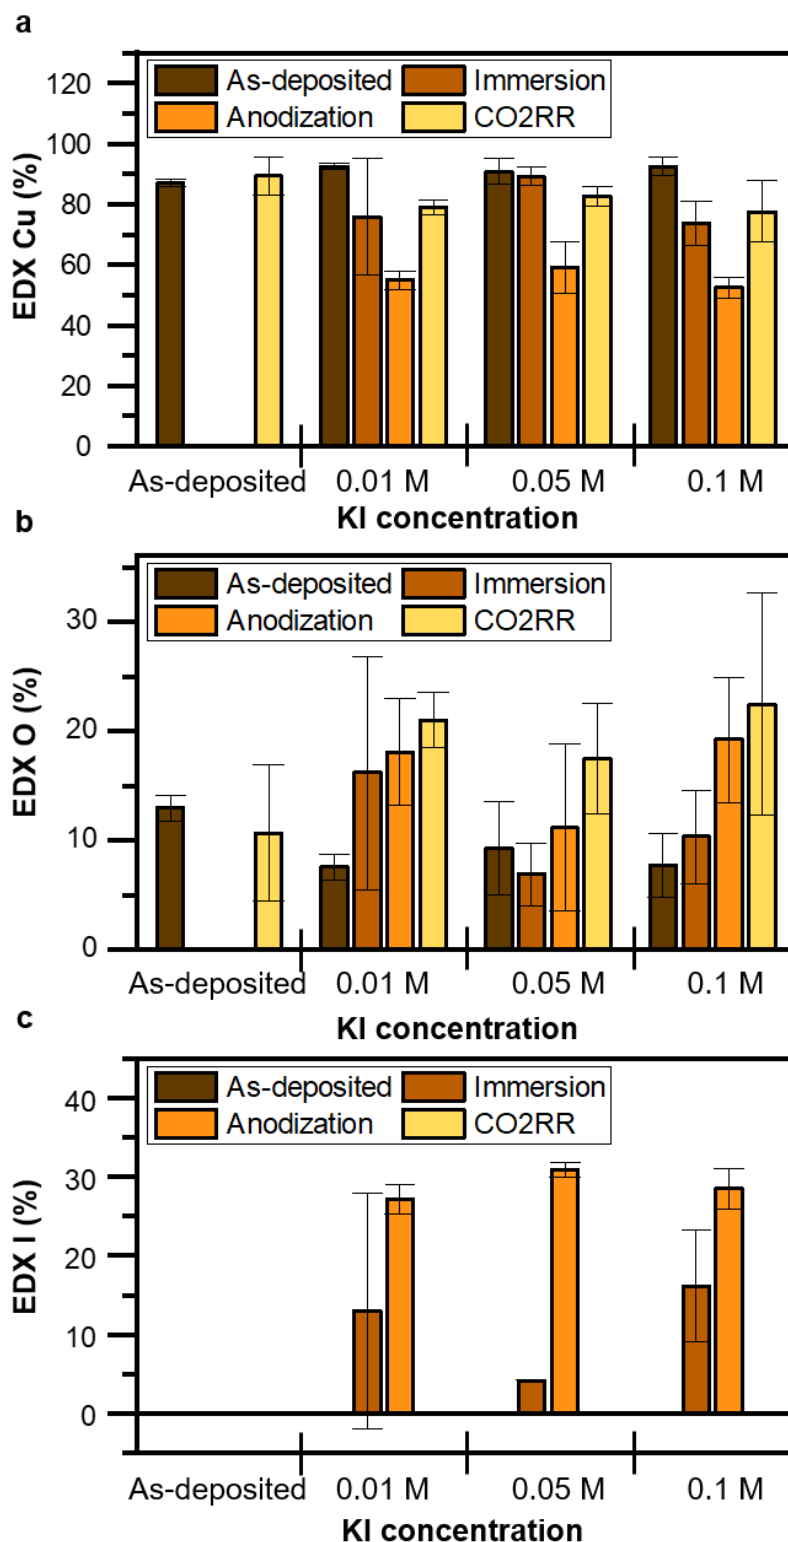 a
As-deposited Immersion
Anodization CO2RR
120
100
80
60
40
20
0
EDX Cu (%)
As-deposited 0.01 M 0.05 M 0.1 M
KI concentration
b
As-deposited Immersion
Anodization CO2RR
30
20
10
0
EDX O (%)
As-deposited 0.01 M 0.05 M 0.1 M
KI concentration
c
As-deposited Immersion
Anodization CO2RR
40
30
20
10
0
EDX I (%)
As-deposited 0.01 M 0.05 M 0.1 M
KI concentration